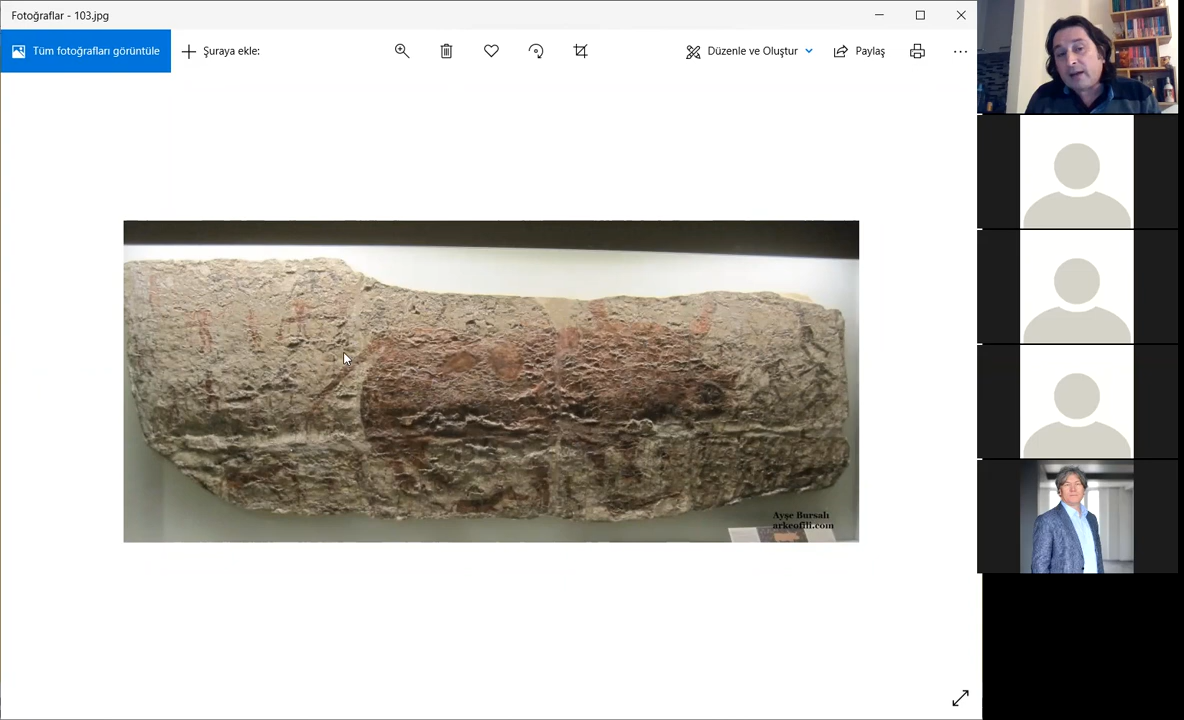 Fotoğraflar - 103.jpg
Tüm fotoğrafları görüntüle
Şuraya ekle:
Düzenle ve Oluştur
Paylaş
Ayşe Bursalı
arkeofili.com